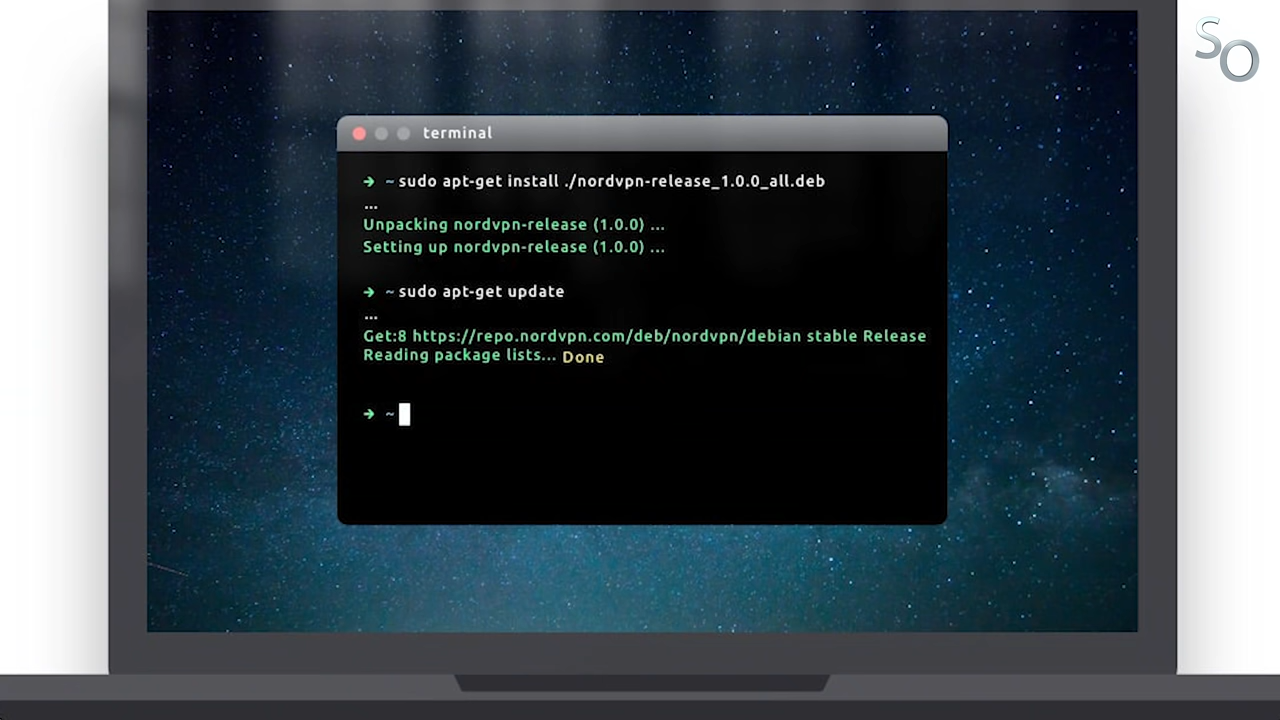 SO
terminal
➜ ~ sudo apt-get install ./nordvpn-release_1.0.0_all.deb
...
Unpacking nordvpn-release (1.0.0) ...
Setting up nordvpn-release (1.0.0) ...
➜ ~ sudo apt-get update
...
Get:8 https://repo.nordvpn.com/deb/nordvpn/debian stable Release
Reading package lists... Done
➜ ~